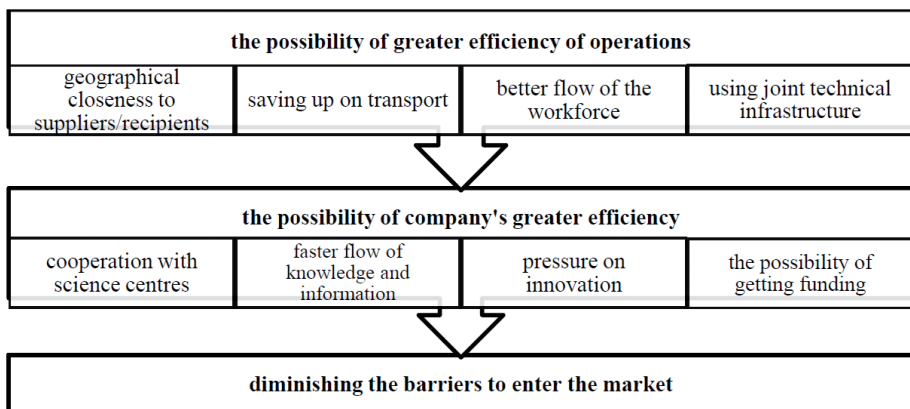 the possibility of greater efficiency of operations
geographical
closeness to
suppliers/recipients
saving up on transport
better flow of the
workforce
using joint technical
infrastructure
the possibility of company's greater efficiency
cooperation with
science centres
faster flow of
knowledge and
information
pressure on
innovation
the possibility of
getting funding
diminishing the barriers to enter the market